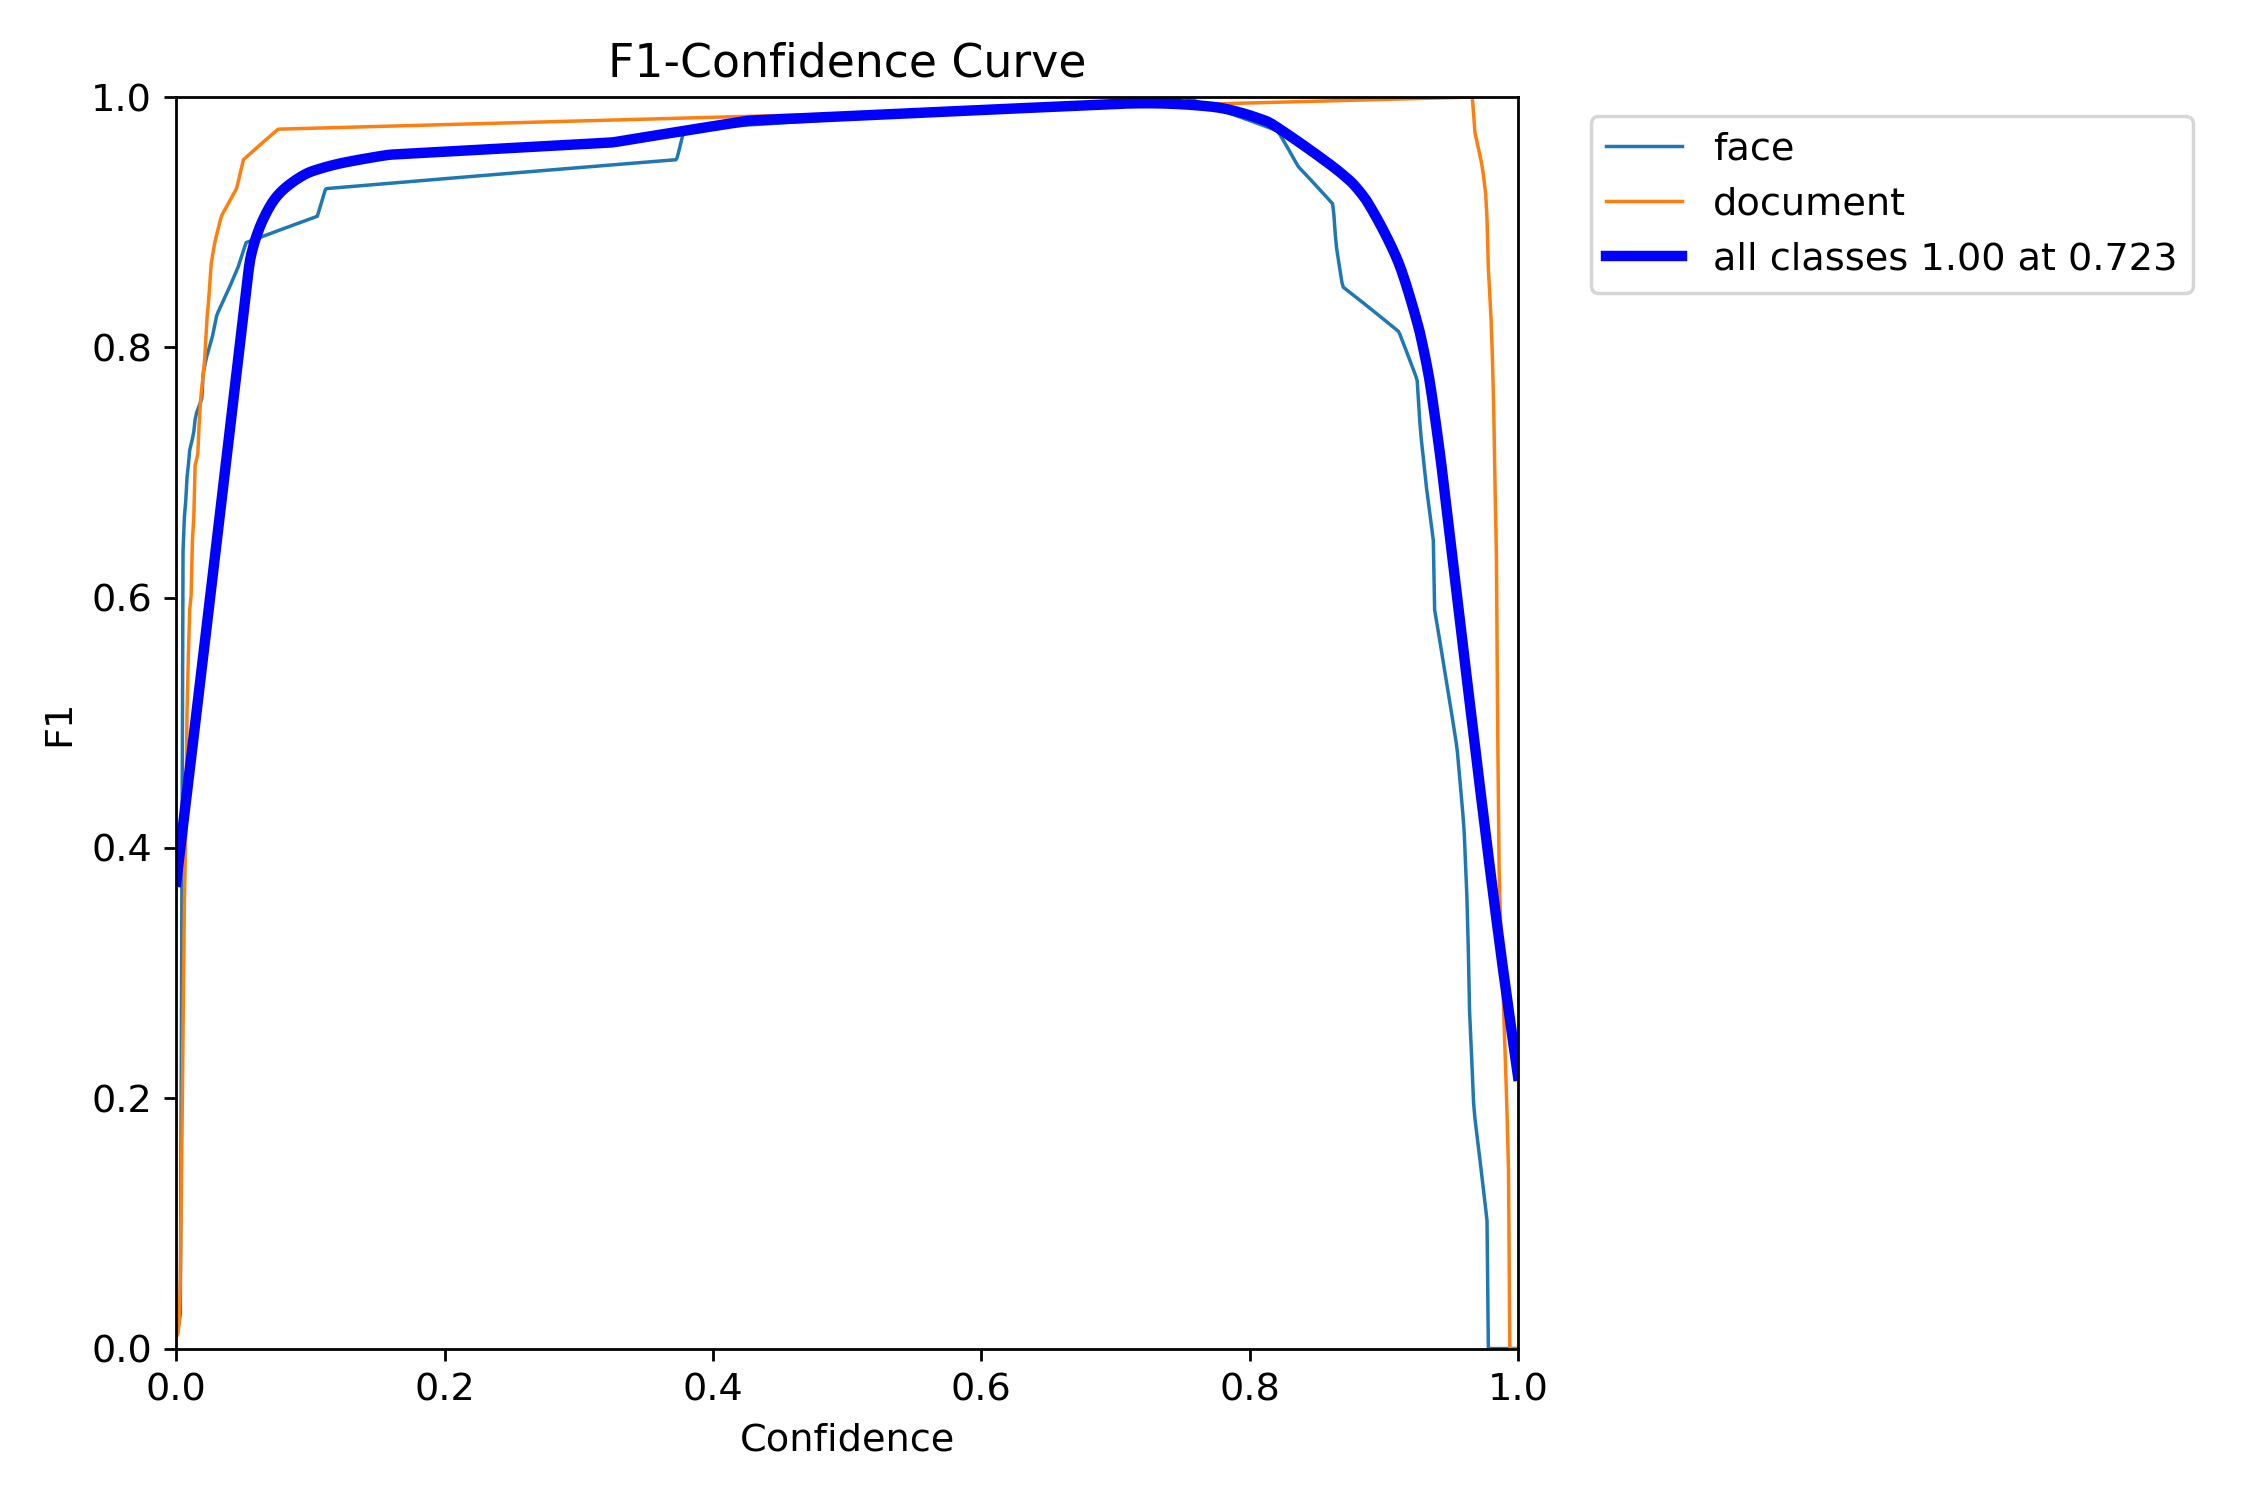 F1-Confidence Curve
1.0
0.8
0.6
0.4
0.2
0.0
F1
0.0 0.2 0.4 0.6 0.8 1.0
Confidence
face
document
all classes 1.00 at 0.723